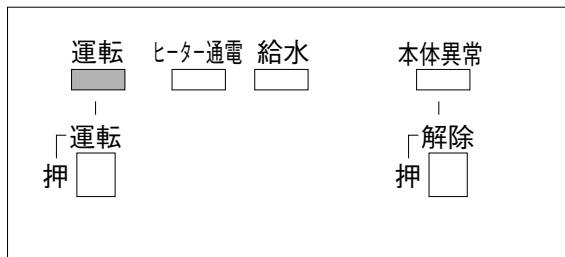 運転 ヒーター通電 給水 本体異常
運転 解除
押 押